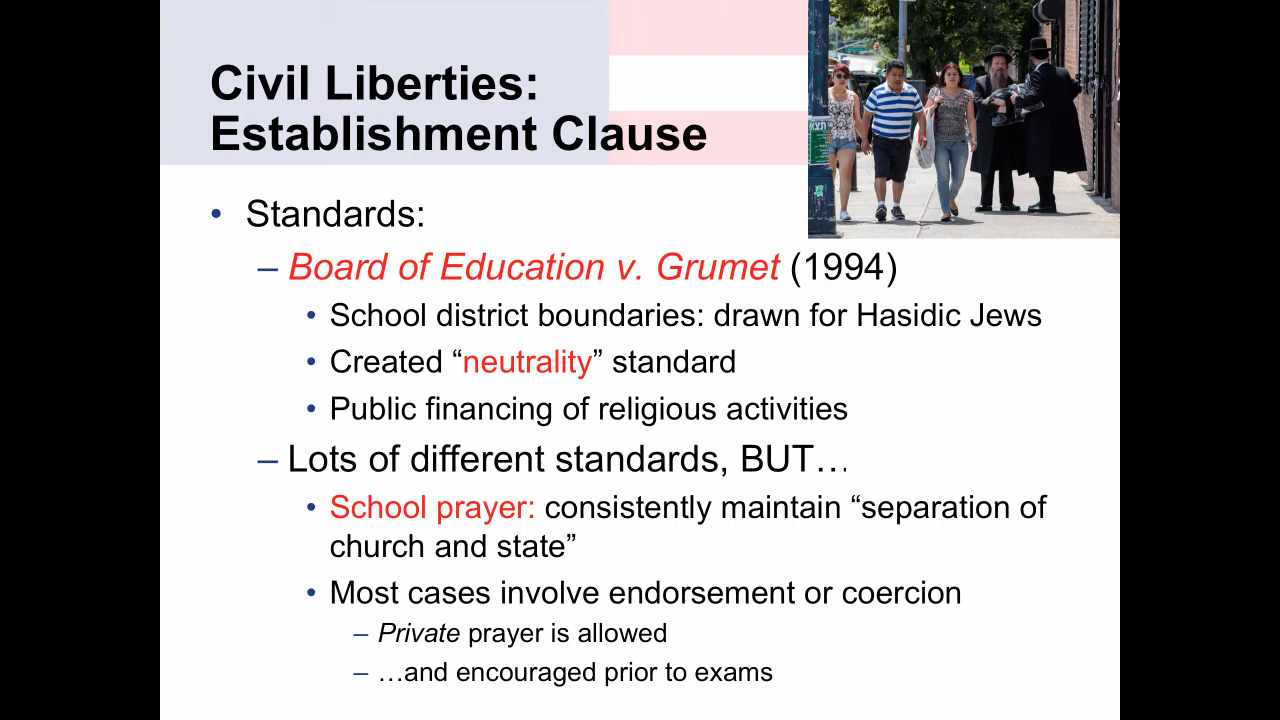 Civil Liberties:
Establishment Clause
• Standards:
– Board of Education v. Grumet (1994)
• School district boundaries: drawn for Hasidic Jews
• Created “neutrality” standard
• Public financing of religious activities
– Lots of different standards, BUT…
• School prayer: consistently maintain “separation of
church and state”
• Most cases involve endorsement or coercion
– Private prayer is allowed
– …and encouraged prior to exams